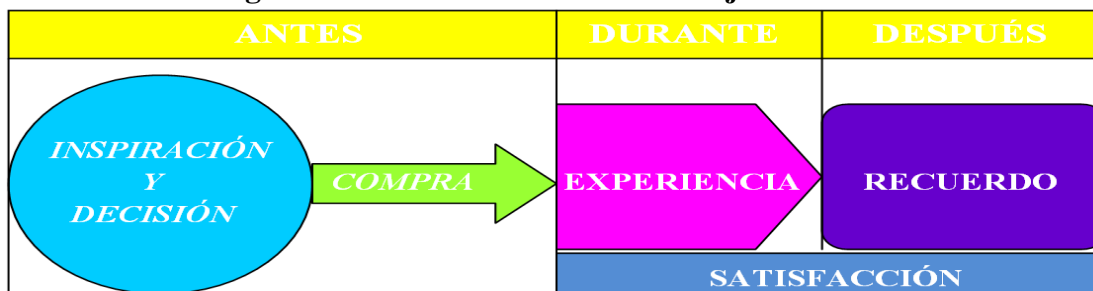 ANTES DURANTE DESPUÉS
INSPIRACIÓN
Y
DECISIÓN
COMPRA
EXPERIENCIA
RECUERDO
SATISFACCIÓN